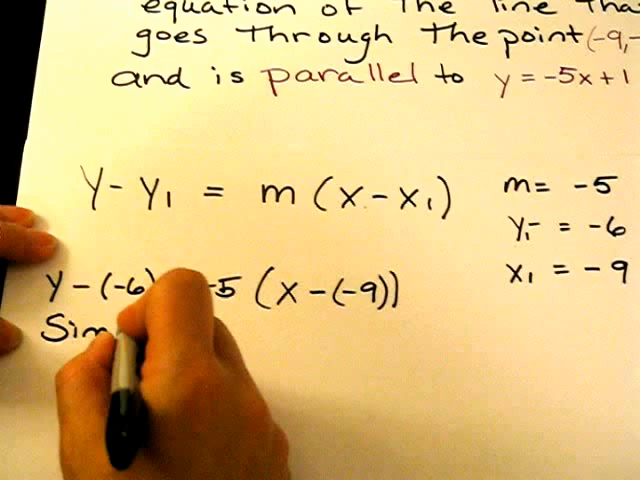 equation of the line that
goes through the point (-9,-
and is parallel to y = -5x + 1
y - y₁ = m (x - x₁)
m = -5
y₁- = -6
x₁ = -9
y - (-6) -5 (x - (-9))
Sim